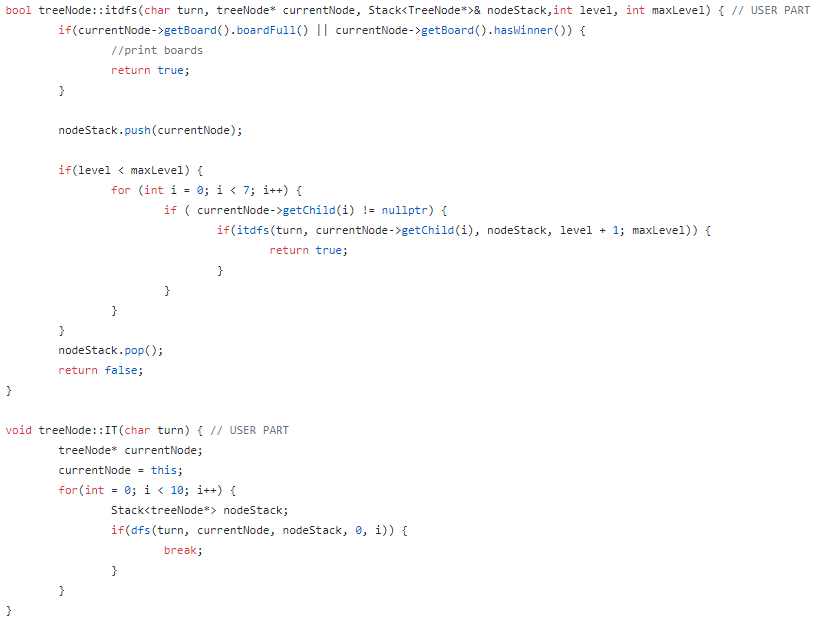 bool treeNode::itdfs(char turn, treeNode* currentNode, Stack<TreeNode*>& nodeStack,int level, int maxLevel) { // USER PART
        if(currentNode->getBoard().boardFull() || currentNode->getBoard().hasWinner()) {
                //print boards
                return true;
        }

        nodeStack.push(currentNode);

        if(level < maxLevel) {
                for (int i = 0; i < 7; i++) {
                        if ( currentNode->getChild(i) != nullptr) {
                                if(itdfs(turn, currentNode->getChild(i), nodeStack, level + 1; maxLevel)) {
                                        return true;
                                }
                        }
                }
        }
        nodeStack.pop();
        return false;
}

void treeNode::IT(char turn) { // USER PART
        treeNode* currentNode;
        currentNode = this;
        for(int = 0; i < 10; i++) {
                Stack<treeNode*> nodeStack;
                if(dfs(turn, currentNode, nodeStack, 0, i)) {
                        break;
                }
        }
}